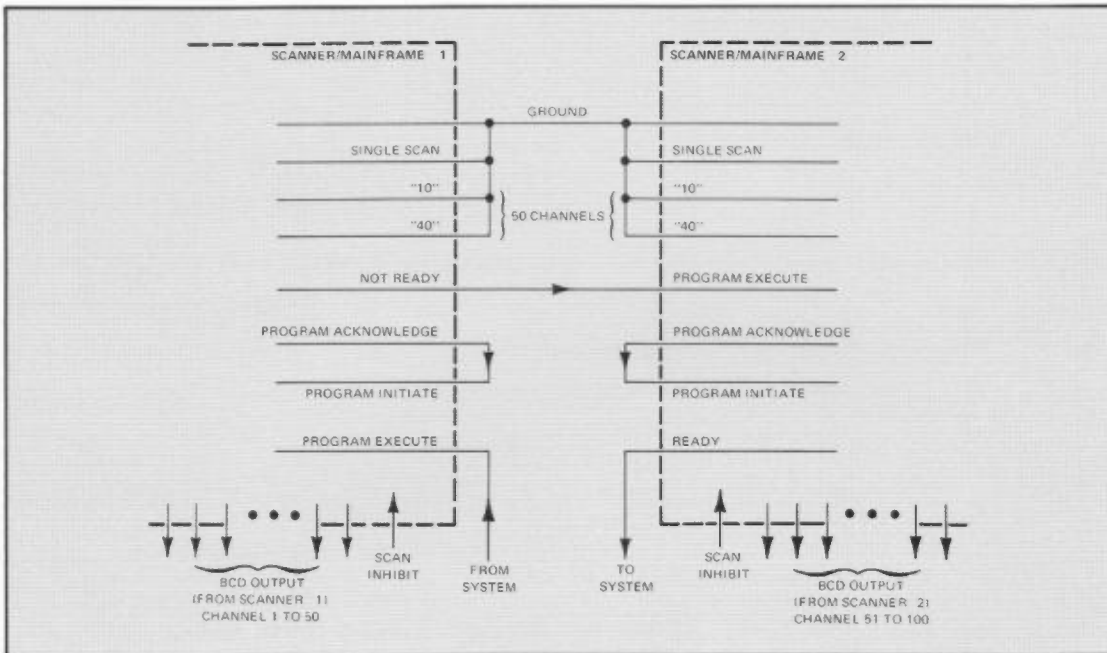 SCANNER/MAINFRAME 1
SCANNER/MAINFRAME 2
GROUND
SINGLE SCAN
SINGLE SCAN
"10"
"10"
50 CHANNELS
"40"
"40"
NOT READY
PROGRAM EXECUTE
PROGRAM ACKNOWLEDGE
PROGRAM ACKNOWLEDGE
PROGRAM INITIATE
PROGRAM INITIATE
PROGRAM EXECUTE
READY
SCAN
INHIBIT
FROM
SYSTEM
TO
SYSTEM
SCAN
INHIBIT
BCD OUTPUT
(FROM SCANNER 1)
CHANNEL 1 TO 50
BCD OUTPUT
(FROM SCANNER 2)
CHANNEL 51 TO 100